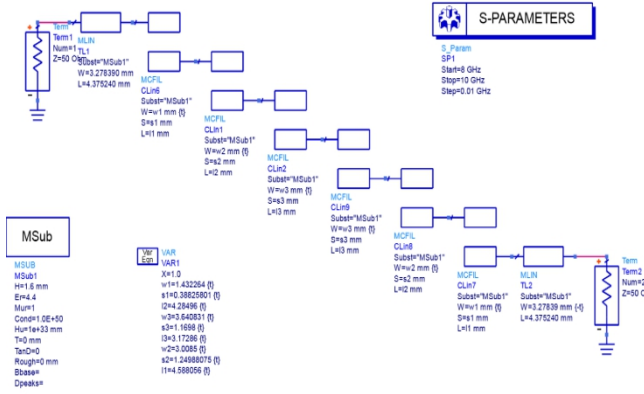 Term
Term1
Num=1
Z=50 Ohm
MLIN
TL1
Subst="MSub1"
W=3.278390 mm
L=4.375240 mm
MCFIL
CLin6
Subst="MSub1"
W=w1 mm {t}
S=s1 mm
L=l1 mm
MCFIL
CLin1
Subst="MSub1"
W=w2 mm {t}
S=s2 mm
L=l2 mm
MCFIL
CLin2
Subst="MSub1"
W=w3 mm {t}
S=s3 mm
L=l3 mm
MCFIL
CLin9
Subst="MSub1"
W=w3 mm {t}
S=s3 mm
L=l3 mm
MCFIL
CLin8
Subst="MSub1"
W=w2 mm {t}
S=s2 mm
L=l2 mm
MCFIL
CLin7
Subst="MSub1"
W=w1 mm {t}
S=s1 mm
L=l1 mm
MLIN
TL2
Subst="MSub1"
W=3.27839 mm {-t}
L=4.375240 mm
Term
Term2
Num=2
Z=50 O
S-PARAMETERS
S_Param
SP1
Start=8 GHz
Stop=10 GHz
Step=0.01 GHz
MSub
MSUB
MSub1
H=1.6 mm
Er=4.4
Mur=1
Cond=1.0E+50
Hu=1e+33 mm
T=0 mm
TanD=0
Rough=0 mm
Bbase=
Dpeaks=
Var
Eqn
VAR
VAR1
X=1.0
w1=1.432264 {t}
s1=0.38825801 {t}
l2=4.28496 {t}
w3=3.640831 {t}
s3=1.1698 {t}
l3=3.17286 {t}
w2=3.0085 {t}
s2=1.24988075 {t}
l1=4.588056 {t}